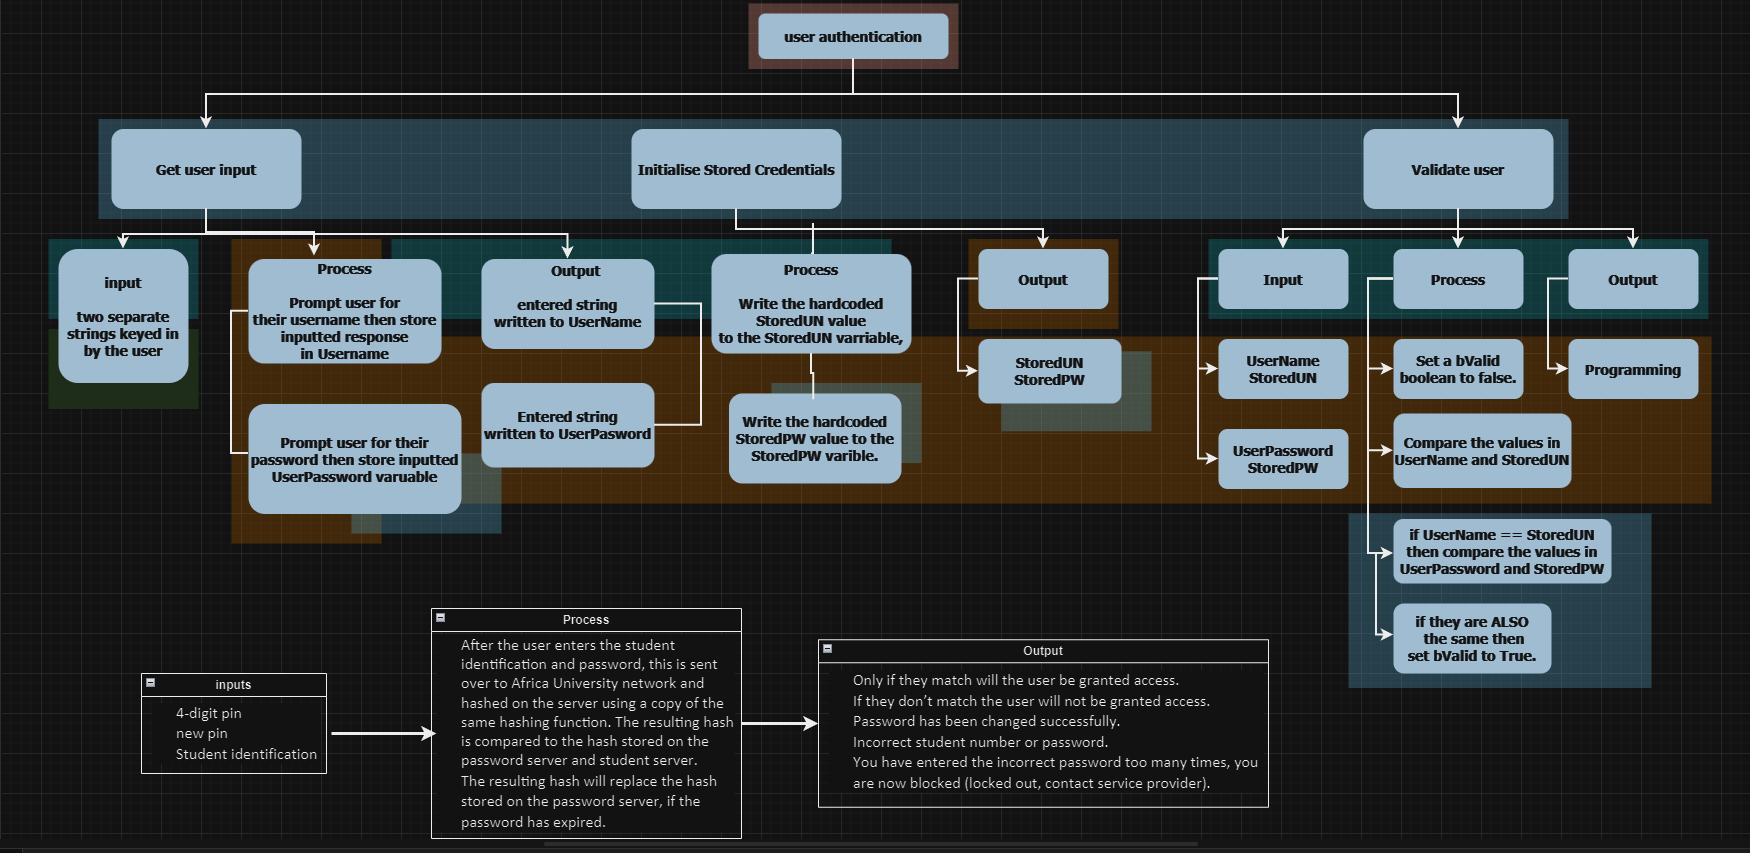 user authentication
Get user input
Initialise Stored Credentials
Validate user
input
two separate
strings keyed in
by the user
Process
Prompt user for
their username then store
inputted response
in Username
Prompt user for their
password then store inputted
UserPassword varuable
Output
entered string
written to UserName
Entered string
written to UserPasword
Process
Write the hardcoded
StoredUN value
to the StoredUN varriable,
Write the hardcoded
StoredPW value to the
StoredPW varible.
Output
StoredUN
StoredPW
Input
UserName
StoredUN
UserPassword
StoredPW
Process
Set a bValid
boolean to false.
Compare the values in
UserName and StoredUN
if UserName == StoredUN
then compare the values in
UserPassword and StoredPW
if they are ALSO
the same then
set bValid to True.
Output
Programming
inputs
4-digit pin
new pin
Student identification
Process
After the user enters the student
identification and password, this is sent
over to Africa University network and
hashed on the server using a copy of the
same hashing function. The resulting hash
is compared to the hash stored on the
password server and student server.
The resulting hash will replace the hash
stored on the password server, if the
password has expired.
Output
Only if they match will the user be granted access.
If they don’t match the user will not be granted access.
Password has been changed successfully.
Incorrect student number or password.
You have entered the incorrect password too many times, you
are now blocked (locked out, contact service provider).